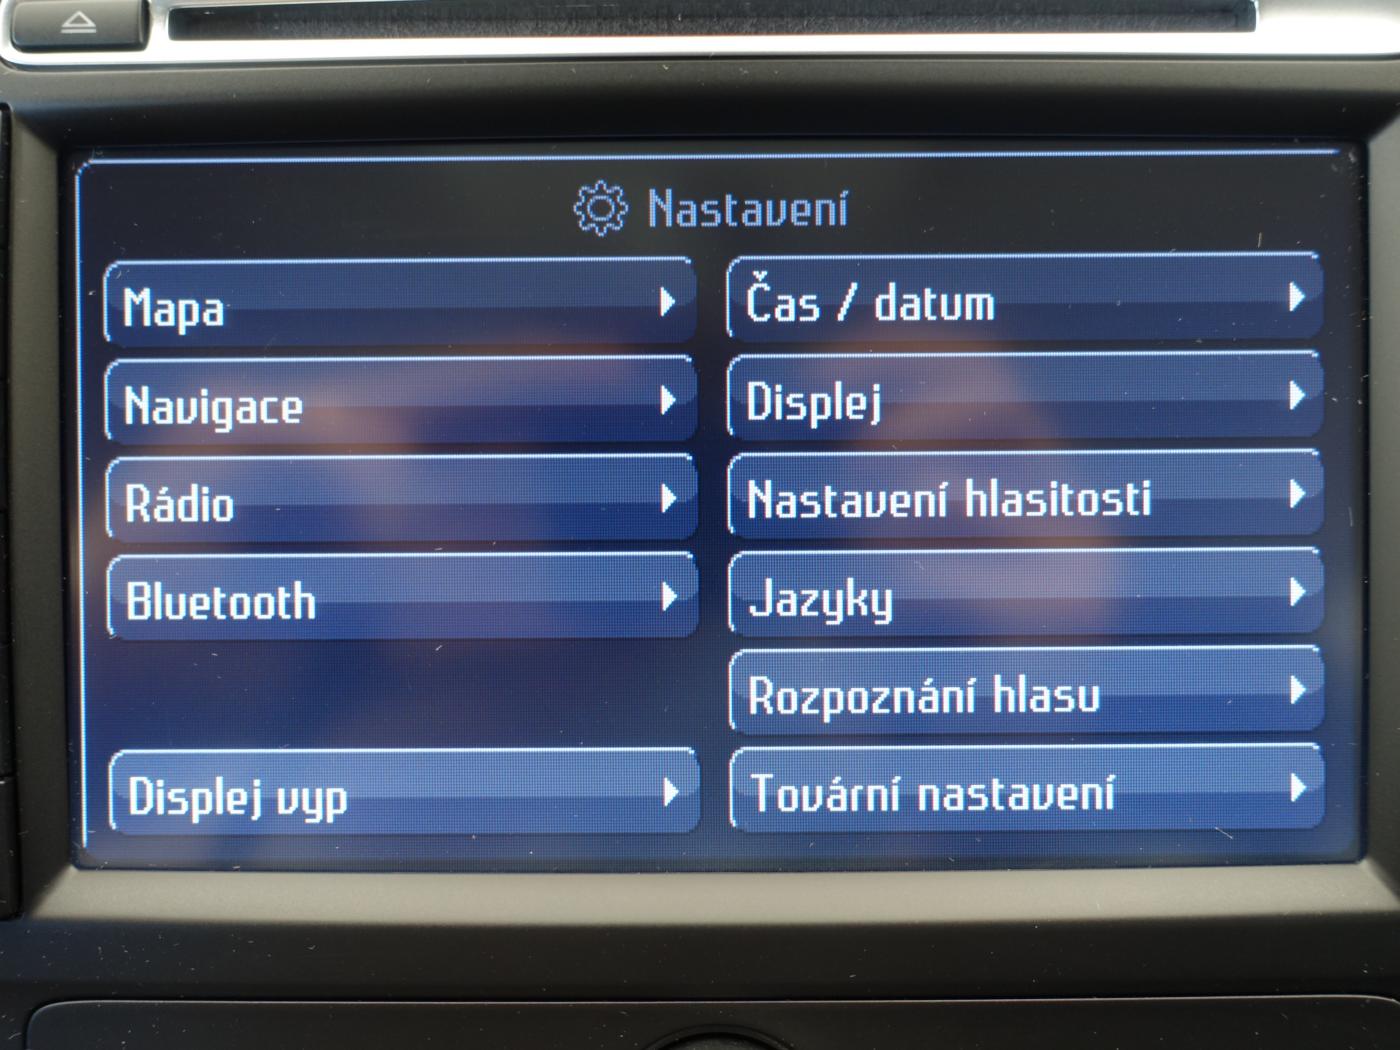 Nastavení
Mapa
Navigace
Rádio
Bluetooth
Displej vyp
Čas / datum
Displej
Nastavení hlasitosti
Jazyky
Rozpoznání hlasu
Tovární nastavení